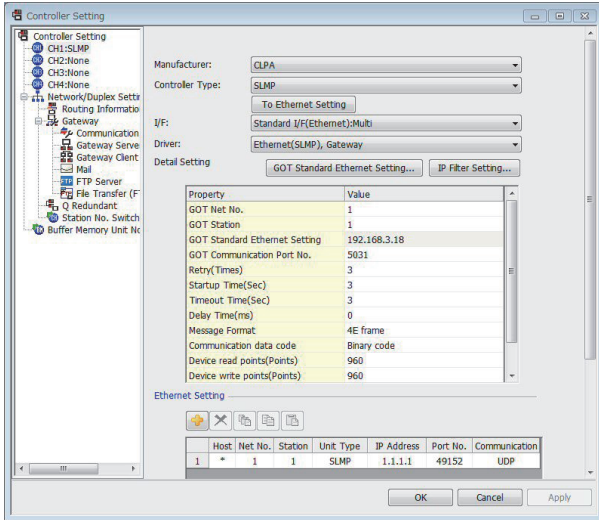 Controller Setting
Controller Setting
CH1:SLMP
CH2:None
CH3:None
CH4:None
Network/Duplex Settin
Routing Informatio
Gateway
Communication
Gateway Serve
Gateway Client
Mail
FTP Server
File Transfer (F
Q Redundant
Station No. Switch
Buffer Memory Unit No
Manufacturer: CLPA
Controller Type: SLMP
To Ethernet Setting
I/F: Standard I/F(Ethernet):Multi
Driver: Ethernet(SLMP), Gateway
Detail Setting GOT Standard Ethernet Setting... IP Filter Setting...
Property Value
GOT Net No. 1
GOT Station 1
GOT Standard Ethernet Setting 192.168.3.18
GOT Communication Port No. 5031
Retry(Times) 3
Startup Time(Sec) 3
Timeout Time(Sec) 3
Delay Time(ms) 0
Message Format 4E frame
Communication data code Binary code
Device read points(Points) 960
Device write points(Points) 960
Ethernet Setting
Host Net No. Station Unit Type IP Address Port No. Communication
1 * 1 1 SLMP 1.1.1.1 49152 UDP
OK Cancel Apply